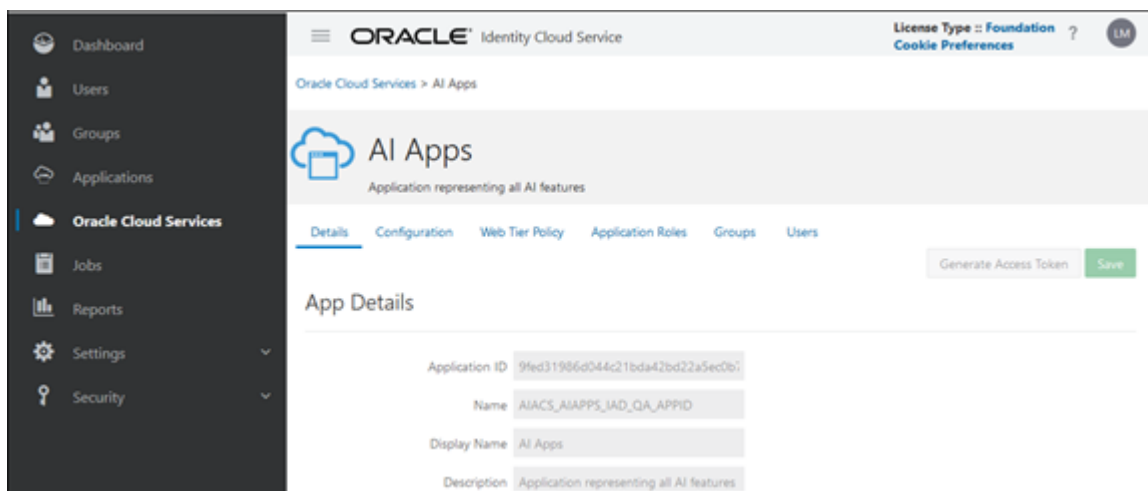 Dashboard
Users
Groups
Applications
Oracle Cloud Services
Jobs
Reports
Settings
Security
ORACLE® Identity Cloud Service
License Type :: Foundation
Cookie Preferences
?
LM
Oracle Cloud Services > AI Apps
AI Apps
Application representing all AI features
Details Configuration Web Tier Policy Application Roles Groups Users
Generate Access Token Save
App Details
Application ID 9fed31986d044c21bda42bd22a5ec0b7
Name AIACS_AIAPPS_IAD_QA_APPID
Display Name AI Apps
Description Application representing all AI features